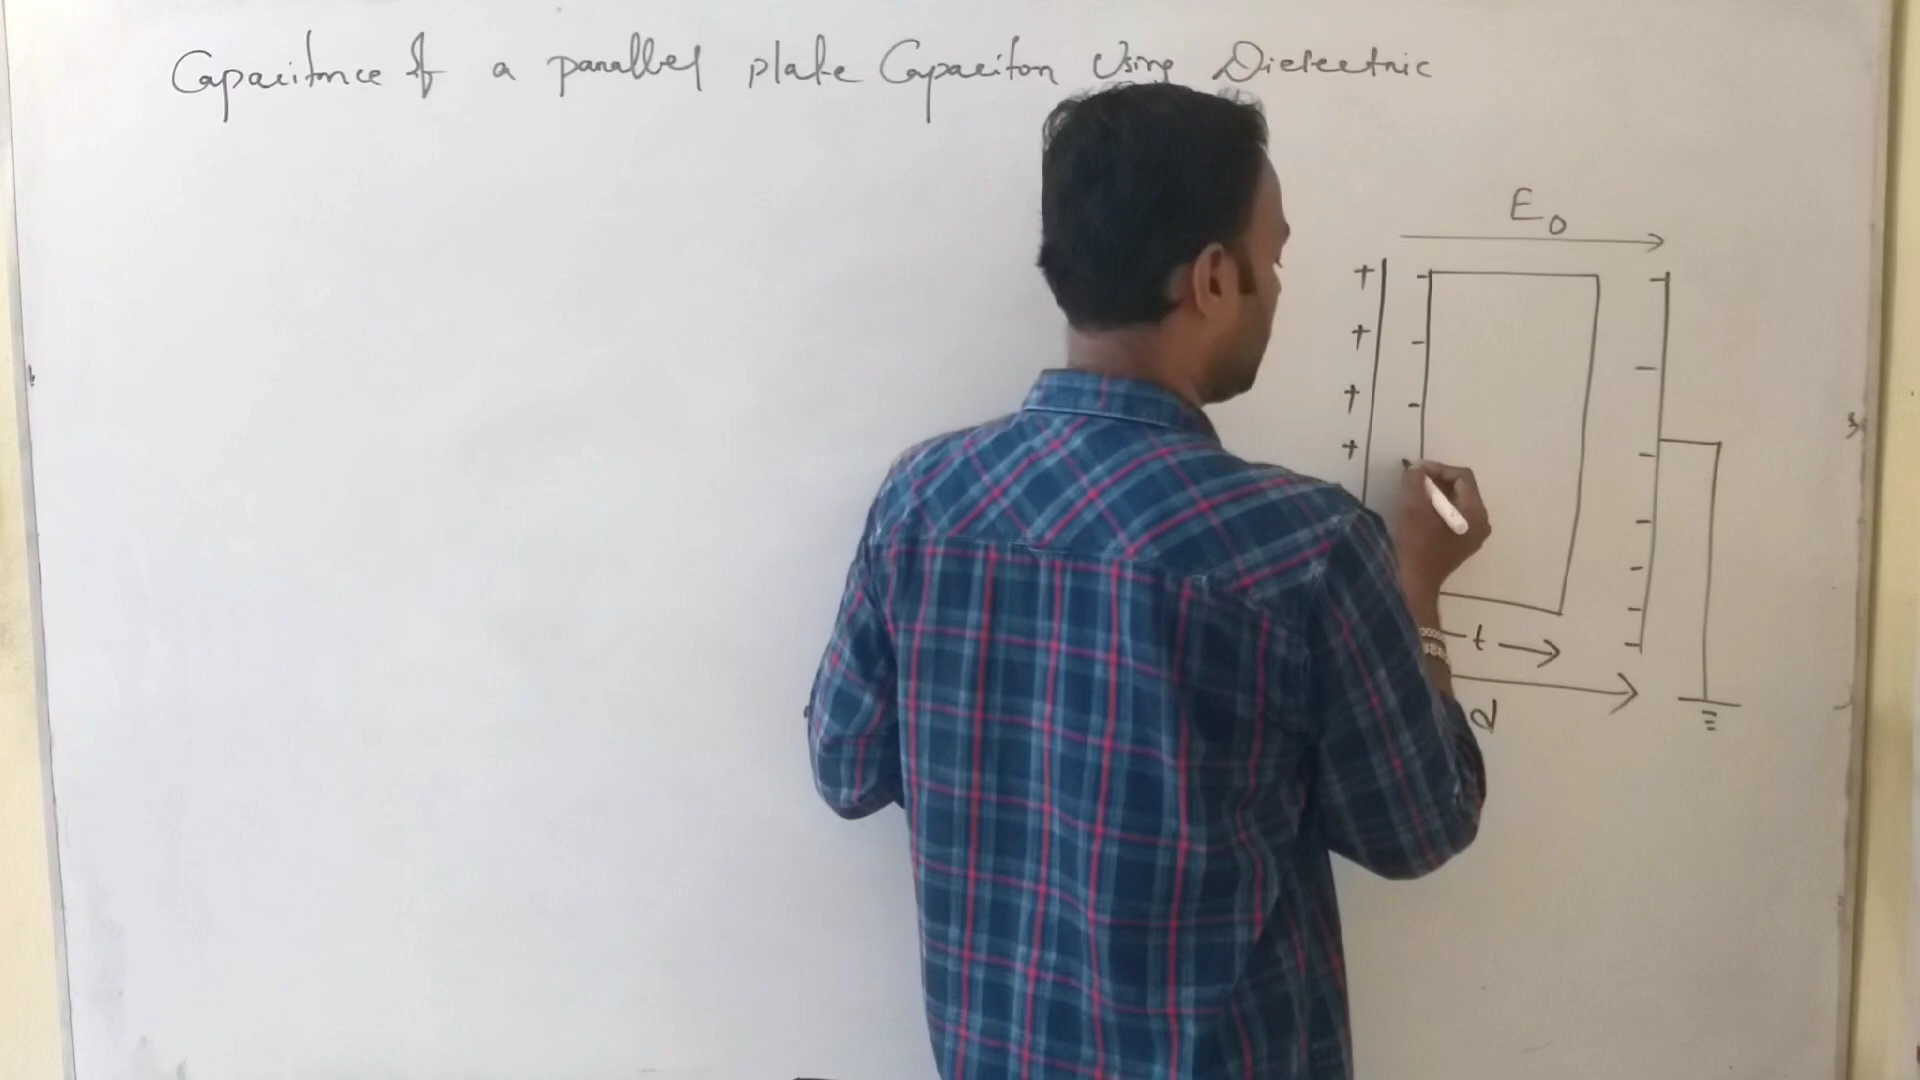 Capacitance of a parallel plate Capacitor Using Dielectric
E₀
+ -
+ -
+ -
+
t
d